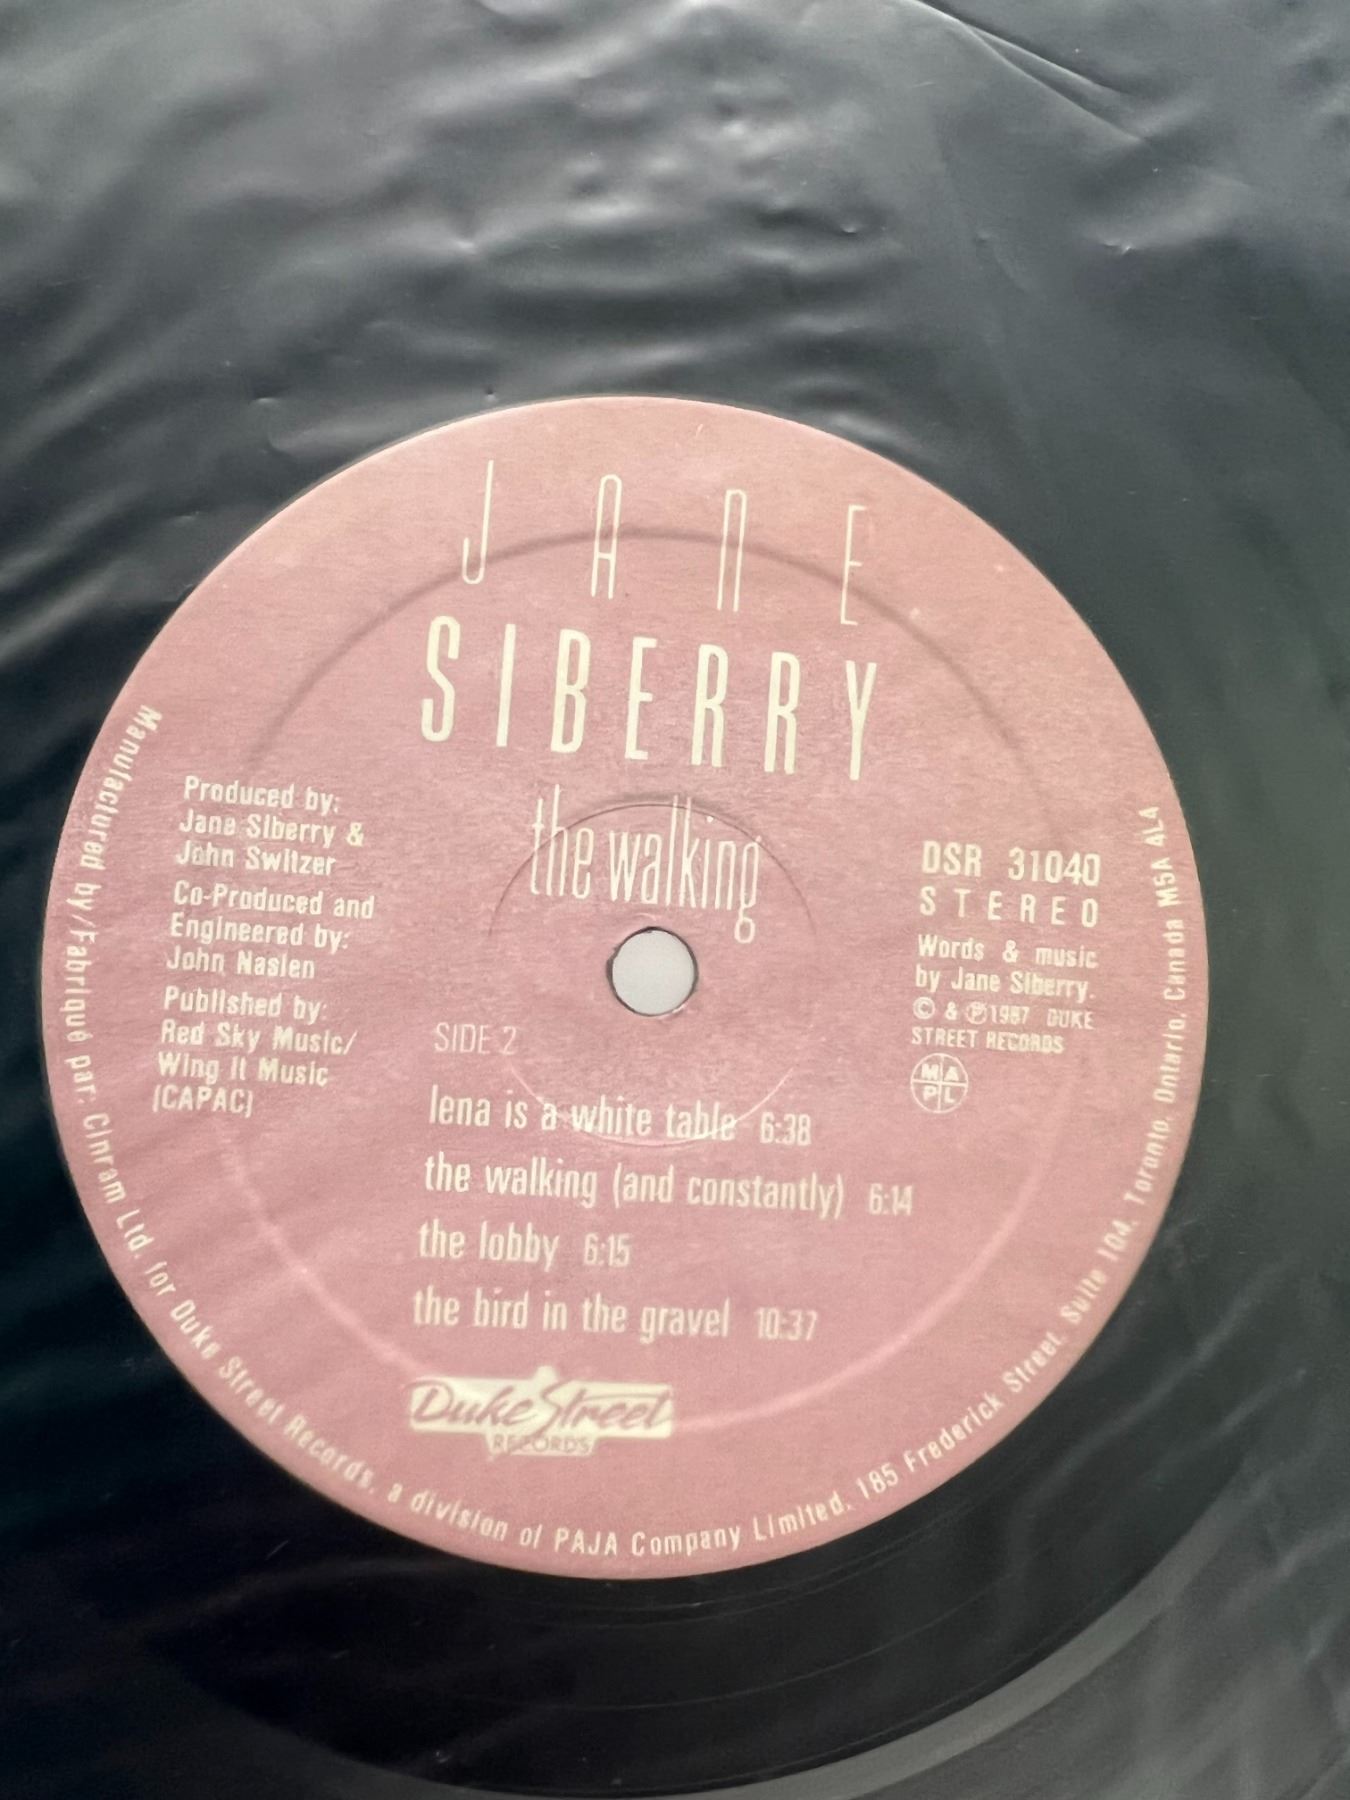 JANE
SIBERRY
the walking
Produced by:
Jane Siberry &
John Switzer
Co-Produced and
Engineered by:
John Naslen
Published by:
Red Sky Music/
Wing It Music
(CAPAC)
DSR 31040
STEREO
Words & music
by Jane Siberry.
© & ℗ 1987 DUKE
STREET RECORDS
MA
PL
SIDE 2
lena is a white table 6:38
the walking (and constantly) 6:14
the lobby 6:15
the bird in the gravel 10:37
Duke Street
RECORDS
Manufactured by/Fabriqué par: Cinram Ltd. for Duke Street Records, a division of PAJA Company Limited, 185 Frederick Street, Suite 104, Toronto, Ontario, Canada M5A 4L4